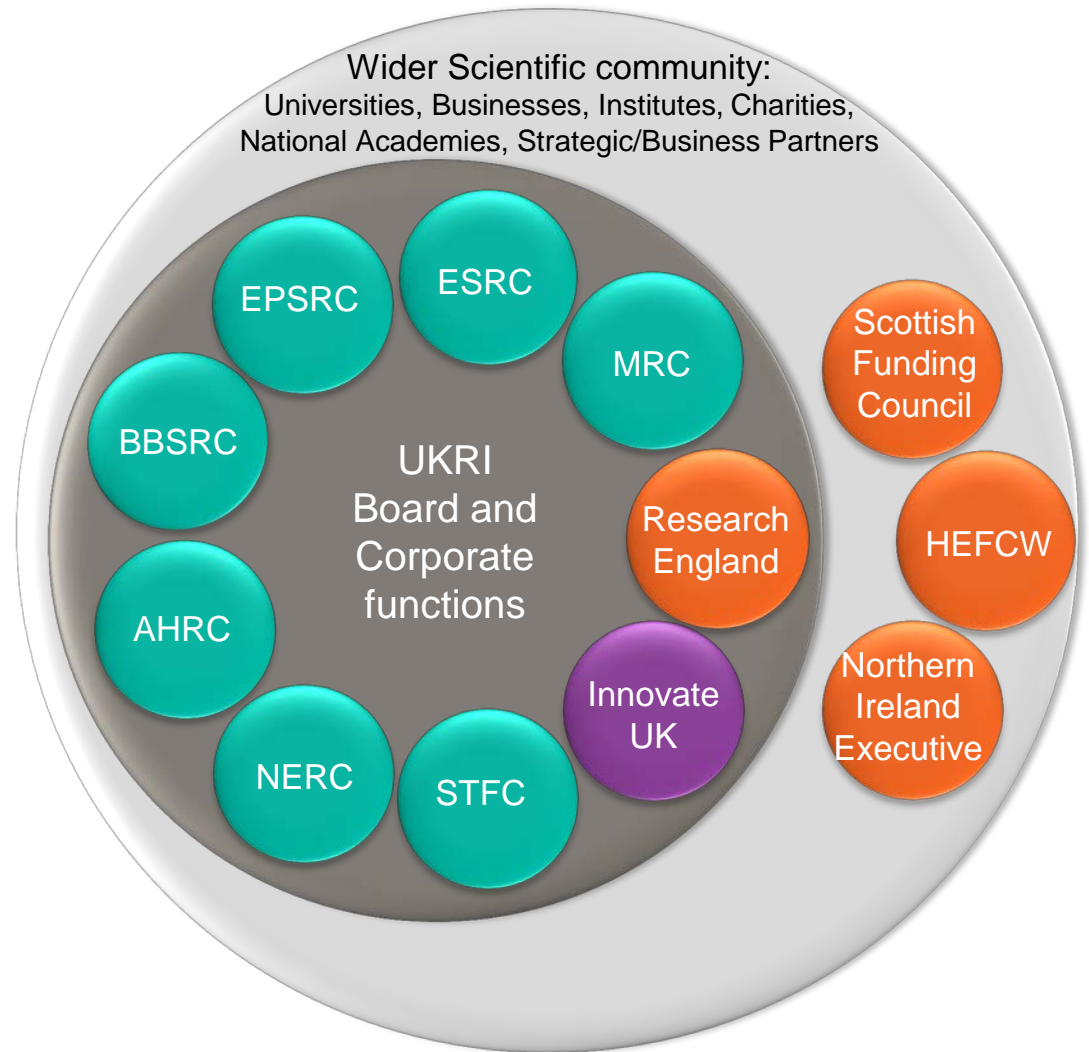 Wider Scientific community:
Universities, Businesses, Institutes, Charities,
National Academies, Strategic/Business Partners
EPSRC
ESRC
MRC
BBSRC
UKRI
Board and
Corporate
functions
Research
England
AHRC
Innovate
UK
NERC
STFC
Scottish
Funding
Council
HEFCW
Northern
Ireland
Executive